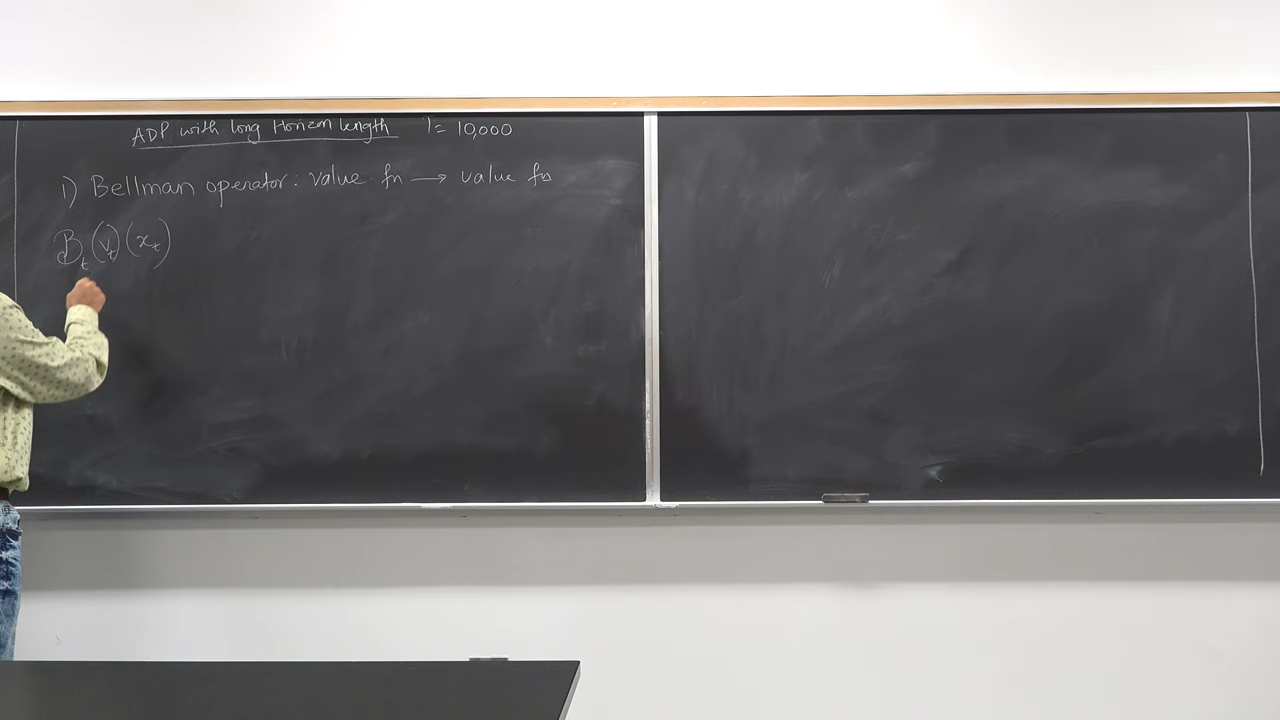 ADP with long Horizon length T = 10,000
1) Bellman operator: value fn → value fn
B_t (V_t) (x_t)